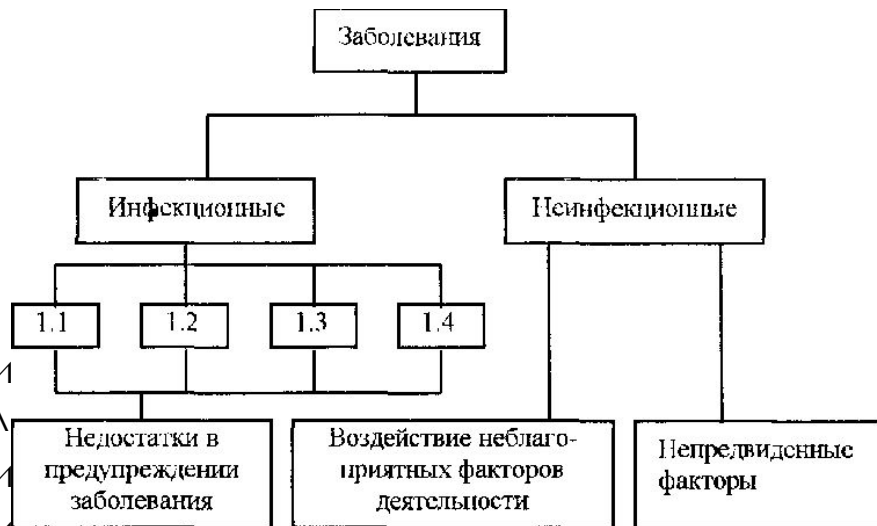 Заболевания
Инфекционные
Неинфекционные
1.1
1.2
1.3
1.4
Недостатки в
предупреждении
заболевания
Воздействие неблаго-
приятных факторов
деятельности
Непредвиденные
факторы